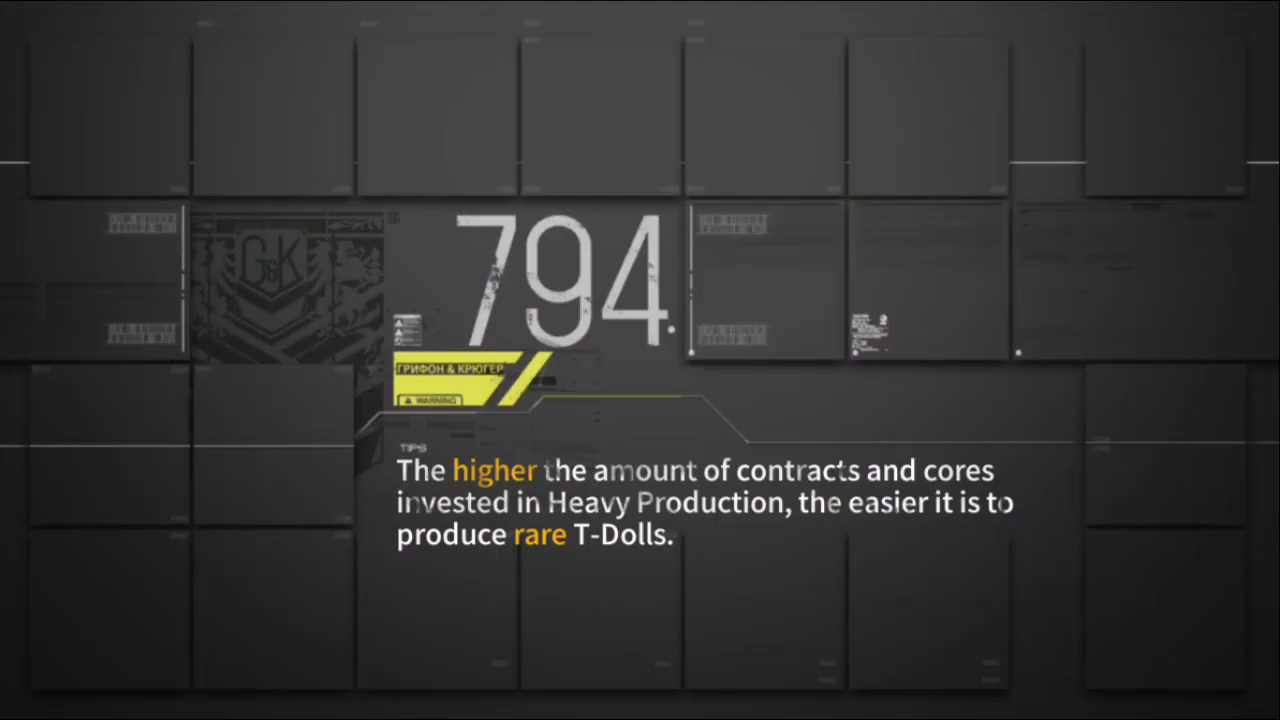 G&K
794.
ГРИФОН & КРЮГЕР
WARNING
TIPS
The higher the amount of contracts and cores
invested in Heavy Production, the easier it is to
produce rare T-Dolls.